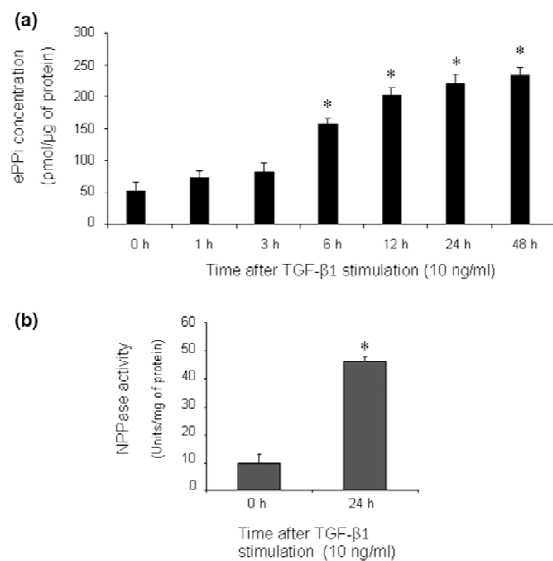 (a)
ePPi concentration
(pmol/µg of protein)
300
250
200
150
100
50
0
* * * *
0 h 1 h 3 h 6 h 12 h 24 h 48 h
Time after TGF-β1 stimulation (10 ng/ml)
(b)
NPPase activity
(Units/mg of protein)
60
50
40
30
20
10
0
*
0 h 24 h
Time after TGF-β1
stimulation (10 ng/ml)